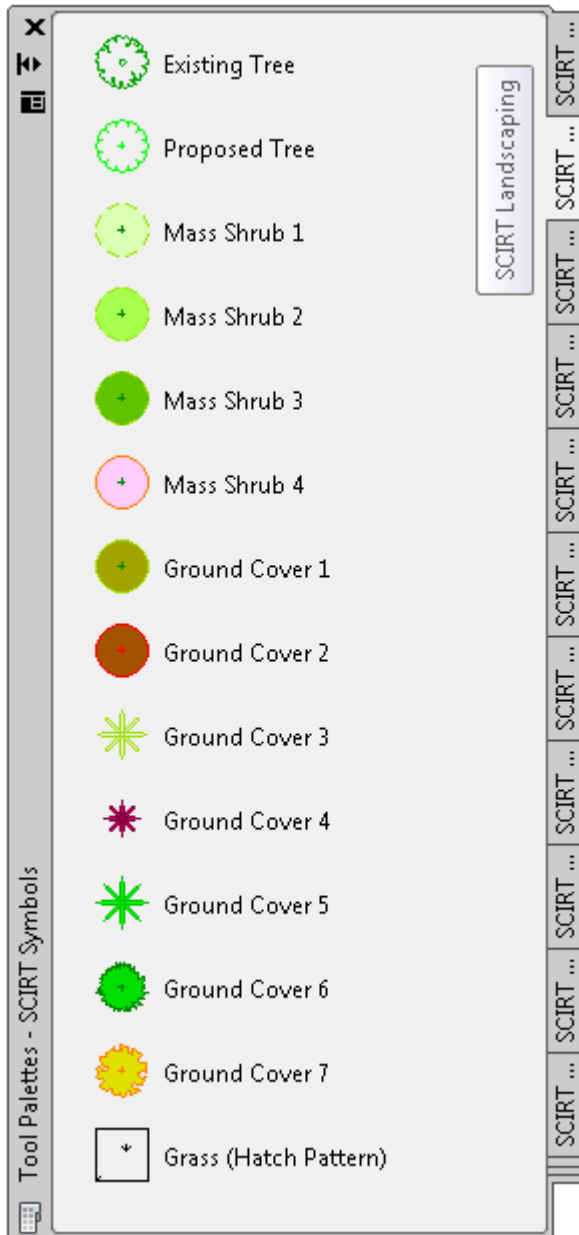 Existing Tree
Proposed Tree
Mass Shrub 1
Mass Shrub 2
Mass Shrub 3
Mass Shrub 4
Ground Cover 1
Ground Cover 2
Ground Cover 3
Ground Cover 4
Ground Cover 5
Ground Cover 6
Ground Cover 7
Grass (Hatch Pattern)
Tool Palettes - SCIRT Symbols
SCIRT Landscaping
SCIRT ...
SCIRT ...
SCIRT ...
SCIRT ...
SCIRT ...
SCIRT ...
SCIRT ...
SCIRT ...
SCIRT ...
SCIRT ...
SCIRT ...